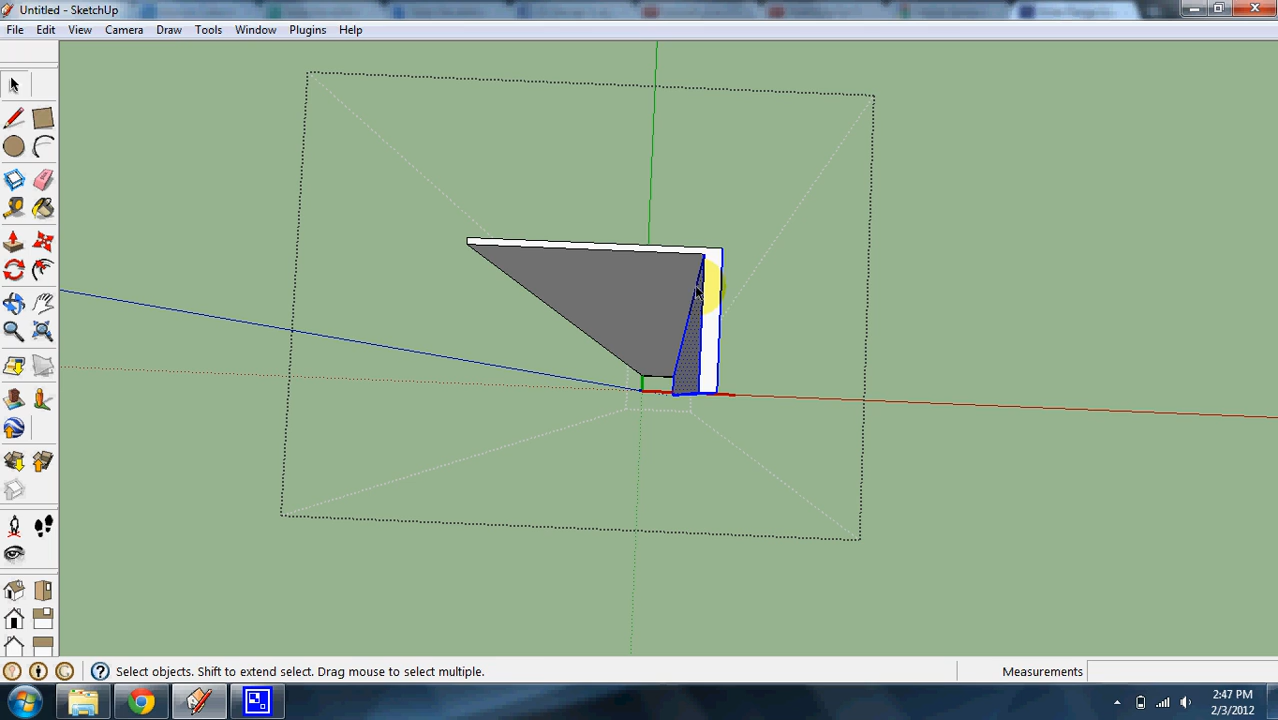 Untitled - SketchUp
File Edit View Camera Draw Tools Window Plugins Help
Select objects. Shift to extend select. Drag mouse to select multiple.
Measurements
2:47 PM
2/3/2012